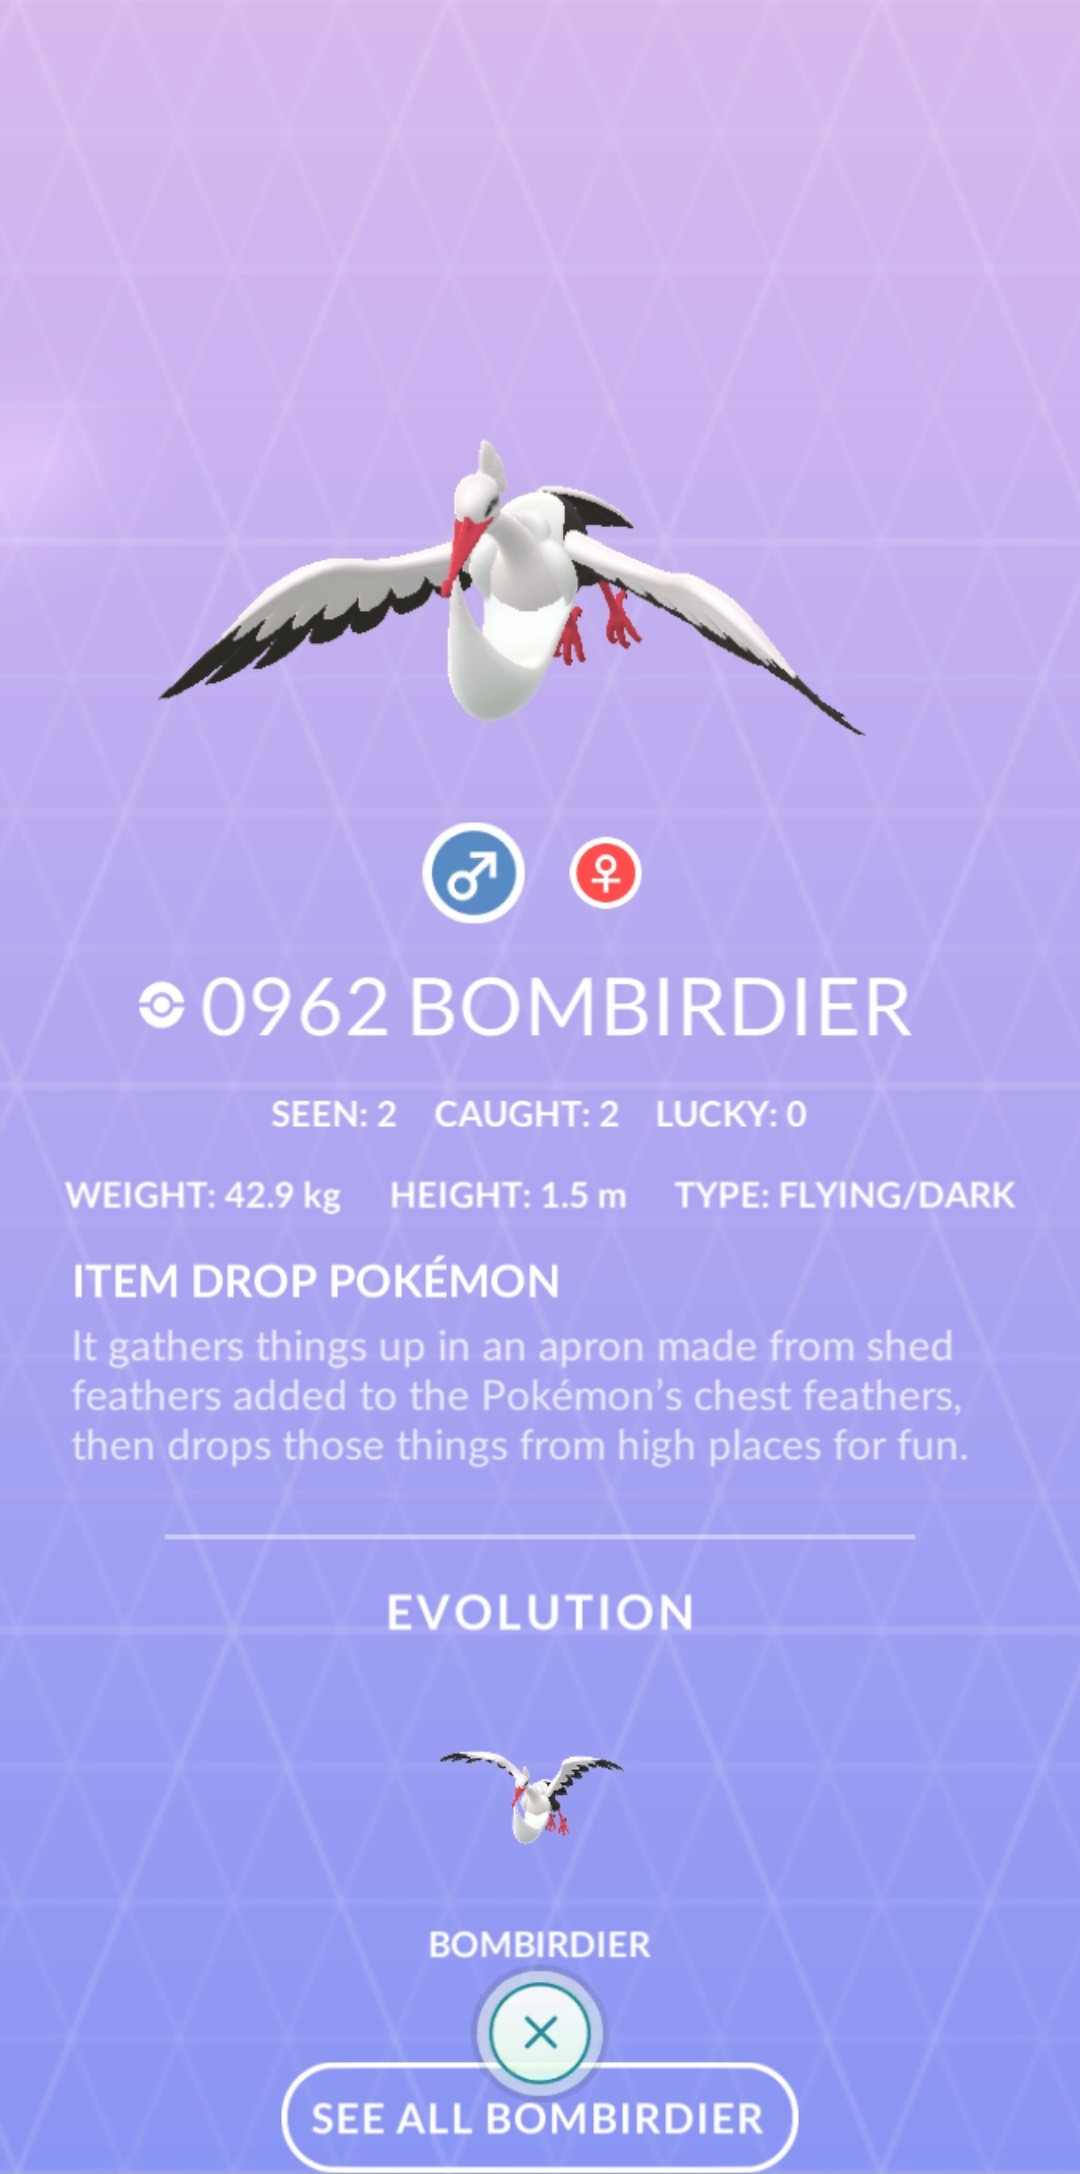 0962 BOMBIRDIER
SEEN: 2 CAUGHT: 2 LUCKY: 0
WEIGHT: 42.9 kg HEIGHT: 1.5 m TYPE: FLYING/DARK
ITEM DROP POKÉMON
It gathers things up in an apron made from shed
feathers added to the Pokémon’s chest feathers,
then drops those things from high places for fun.
EVOLUTION
BOMBIRDIER
SEE ALL BOMBIRDIER